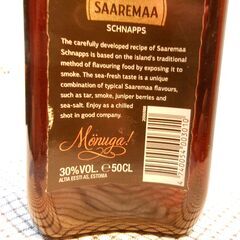 SAAREMAA
SCHNAPPS
The carefully developed recipe of Saaremaa
Schnapps is based on the island's traditional
method of flavouring food by exposing it to
smoke. The sea-fresh taste is a unique
combination of typical Saaremaa flavours,
such as tar, smoke, juniper berries and
sea-salt. Enjoy as a chilled
shot in good company.
Mõnuga!
30%VOL. ℮50CL
ALTIA EESTI AS, ESTONIA